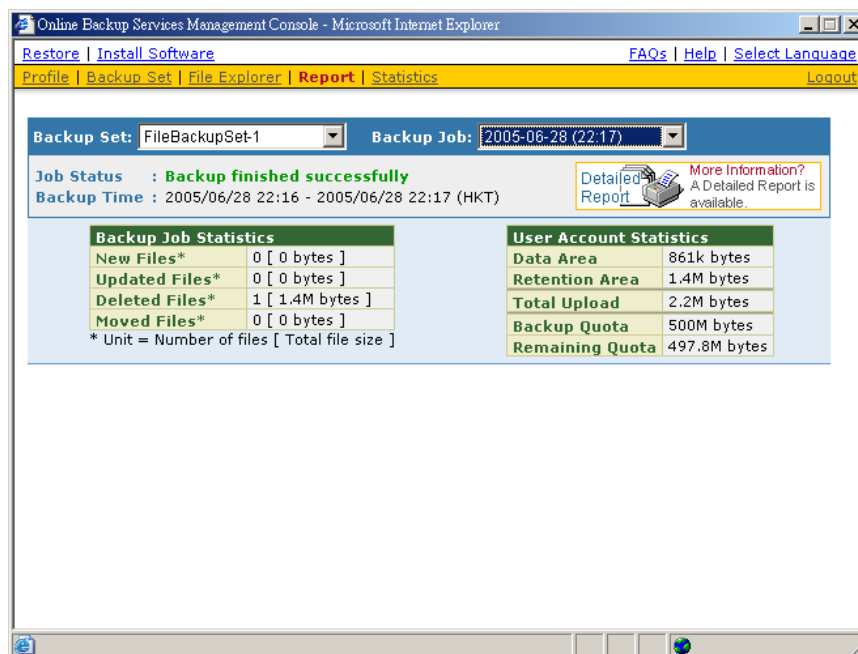 Online Backup Services Management Console - Microsoft Internet Explorer
Restore | Install Software FAQs | Help | Select Language
Profile | Backup Set | File Explorer | Report | Statistics Logout
Backup Set: FileBackupSet-1 Backup Job: 2005-06-28 (22:17)
Job Status : Backup finished successfully
Backup Time : 2005/06/28 22:16 - 2005/06/28 22:17 (HKT)
Detailed Report
More Information?
A Detailed Report is
available.
Backup Job Statistics
New Files* 0 [ 0 bytes ]
Updated Files* 0 [ 0 bytes ]
Deleted Files* 1 [ 1.4M bytes ]
Moved Files* 0 [ 0 bytes ]
* Unit = Number of files [ Total file size ]
User Account Statistics
Data Area 861k bytes
Retention Area 1.4M bytes
Total Upload 2.2M bytes
Backup Quota 500M bytes
Remaining Quota 497.8M bytes